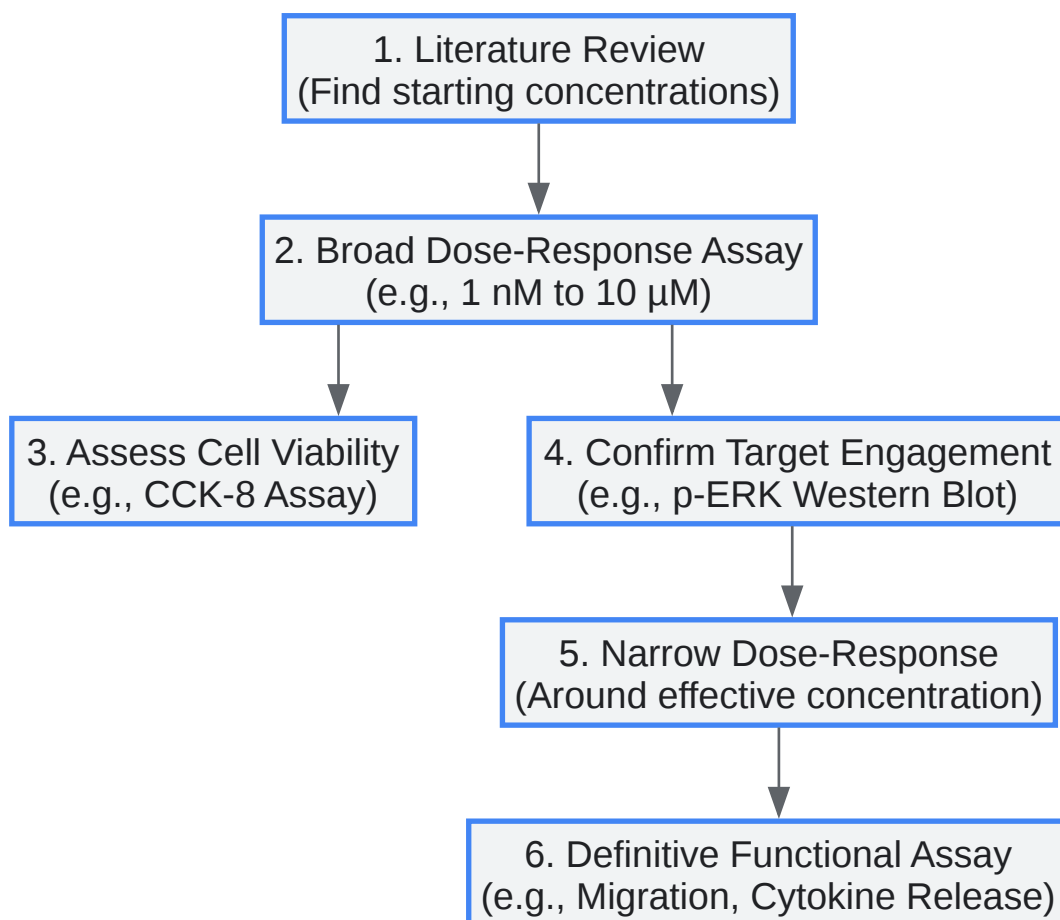 1. Literature Review
(Find starting concentrations)
2. Broad Dose-Response Assay
(e.g., 1 nM to 10 µM)
3. Assess Cell Viability
(e.g., CCK-8 Assay)
4. Confirm Target Engagement
(e.g., p-ERK Western Blot)
5. Narrow Dose-Response
(Around effective concentration)
6. Definitive Functional Assay
(e.g., Migration, Cytokine Release)